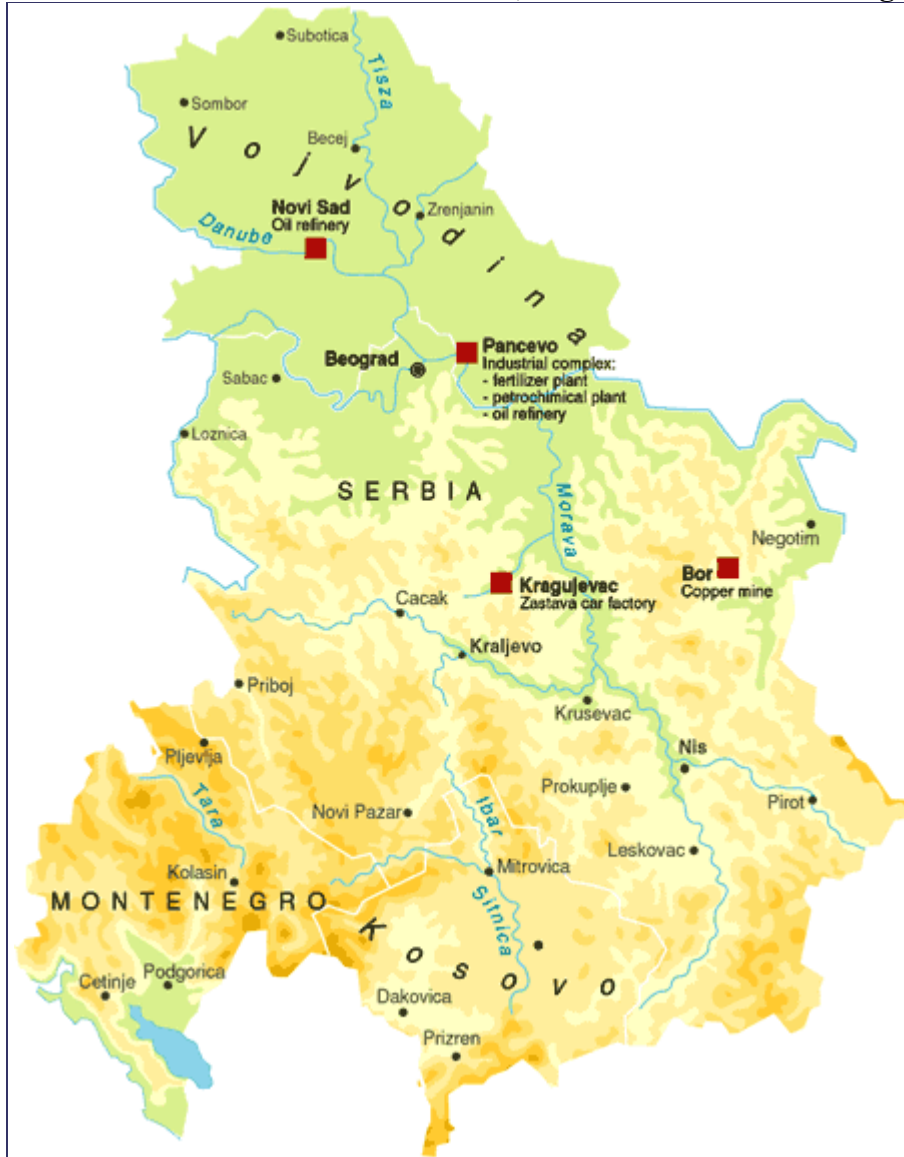 Subotica
Tisza
Sombor
Vojvodina
Becej
Novi Sad
Oil refinery
Zrenjanin
Danube
Pancevo
Industrial complex:
- fertilizer plant
- petrochimical plant
- oil refinery
Beograd
Sabac
Loznica
SERBIA
Morava
Negotim
Bor
Copper mine
Kragujevac
Zastava car factory
Cacak
Kraljevo
Priboj
Krusevac
Pljevlja
Nis
Tara
Prokuplje
Pirot
Novi Pazar
Ibar
Leskovac
Mitrovica
Kolasin
MONTENEGRO
Sitnica
Kosovo
Podgorica
Cetinje
Dakovica
Prizren